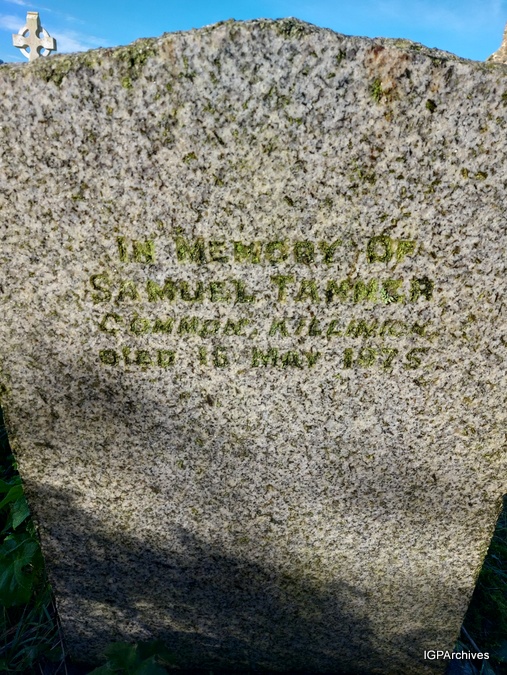 IN MEMORY OF
SAMUEL TANNER
COMMON, KILLINICK,
DIED 16 MAY 1975
IGPArchives